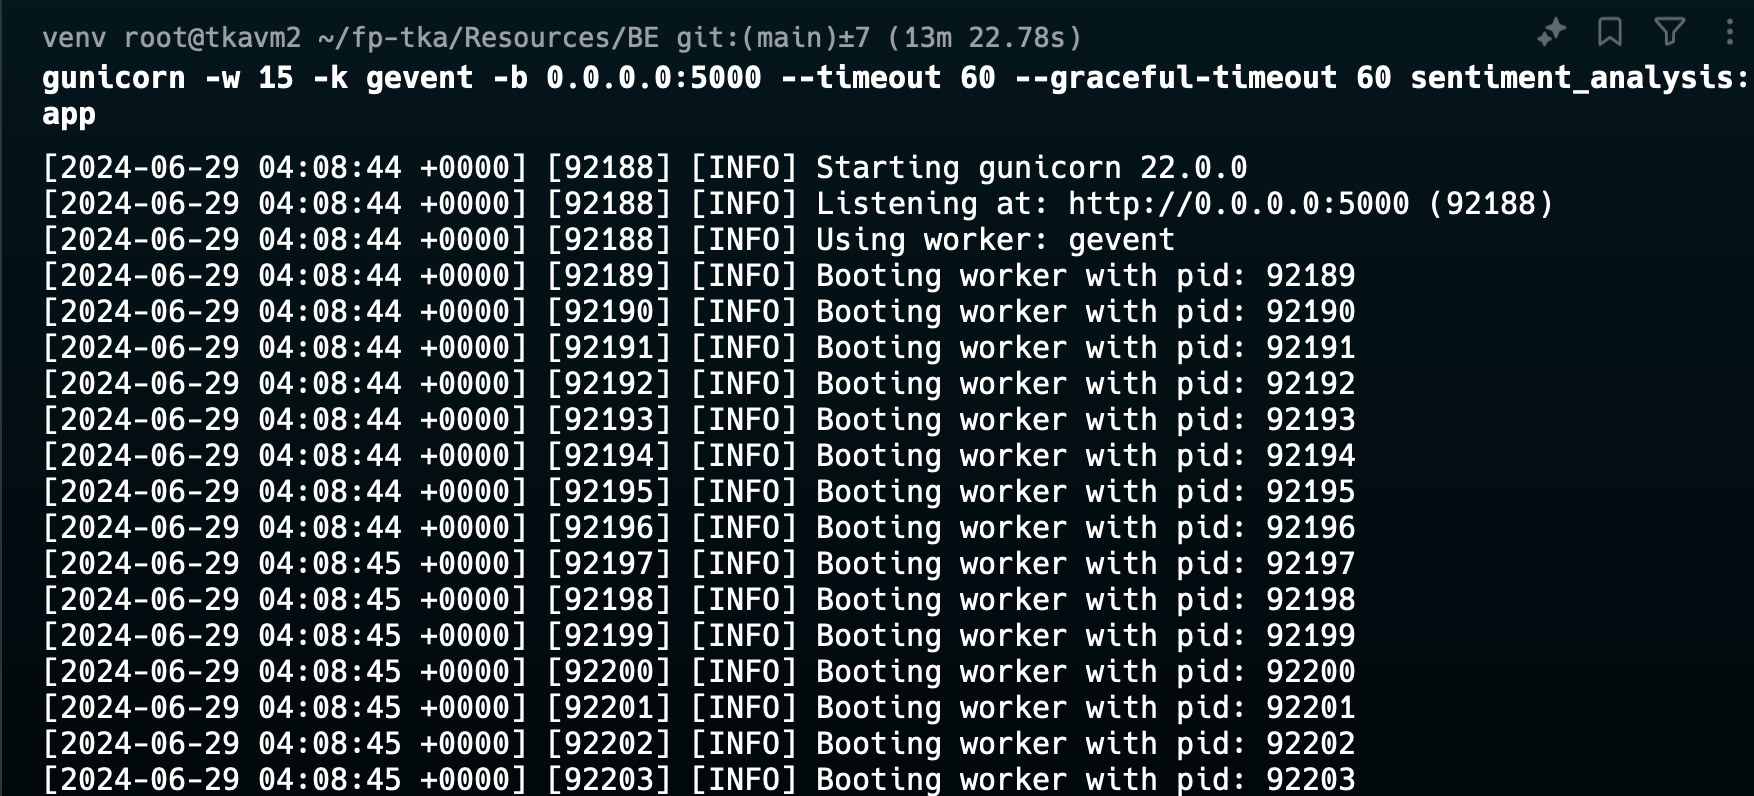 venv root@tkavm2 ~/fp-tka/Resources/BE git:(main)±7 (13m 22.78s)
gunicorn -w 15 -k gevent -b 0.0.0.0:5000 --timeout 60 --graceful-timeout 60 sentiment_analysis:
app
[2024-06-29 04:08:44 +0000] [92188] [INFO] Starting gunicorn 22.0.0
[2024-06-29 04:08:44 +0000] [92188] [INFO] Listening at: http://0.0.0.0:5000 (92188)
[2024-06-29 04:08:44 +0000] [92188] [INFO] Using worker: gevent
[2024-06-29 04:08:44 +0000] [92189] [INFO] Booting worker with pid: 92189
[2024-06-29 04:08:44 +0000] [92190] [INFO] Booting worker with pid: 92190
[2024-06-29 04:08:44 +0000] [92191] [INFO] Booting worker with pid: 92191
[2024-06-29 04:08:44 +0000] [92192] [INFO] Booting worker with pid: 92192
[2024-06-29 04:08:44 +0000] [92193] [INFO] Booting worker with pid: 92193
[2024-06-29 04:08:44 +0000] [92194] [INFO] Booting worker with pid: 92194
[2024-06-29 04:08:44 +0000] [92195] [INFO] Booting worker with pid: 92195
[2024-06-29 04:08:44 +0000] [92196] [INFO] Booting worker with pid: 92196
[2024-06-29 04:08:45 +0000] [92197] [INFO] Booting worker with pid: 92197
[2024-06-29 04:08:45 +0000] [92198] [INFO] Booting worker with pid: 92198
[2024-06-29 04:08:45 +0000] [92199] [INFO] Booting worker with pid: 92199
[2024-06-29 04:08:45 +0000] [92200] [INFO] Booting worker with pid: 92200
[2024-06-29 04:08:45 +0000] [92201] [INFO] Booting worker with pid: 92201
[2024-06-29 04:08:45 +0000] [92202] [INFO] Booting worker with pid: 92202
[2024-06-29 04:08:45 +0000] [92203] [INFO] Booting worker with pid: 92203